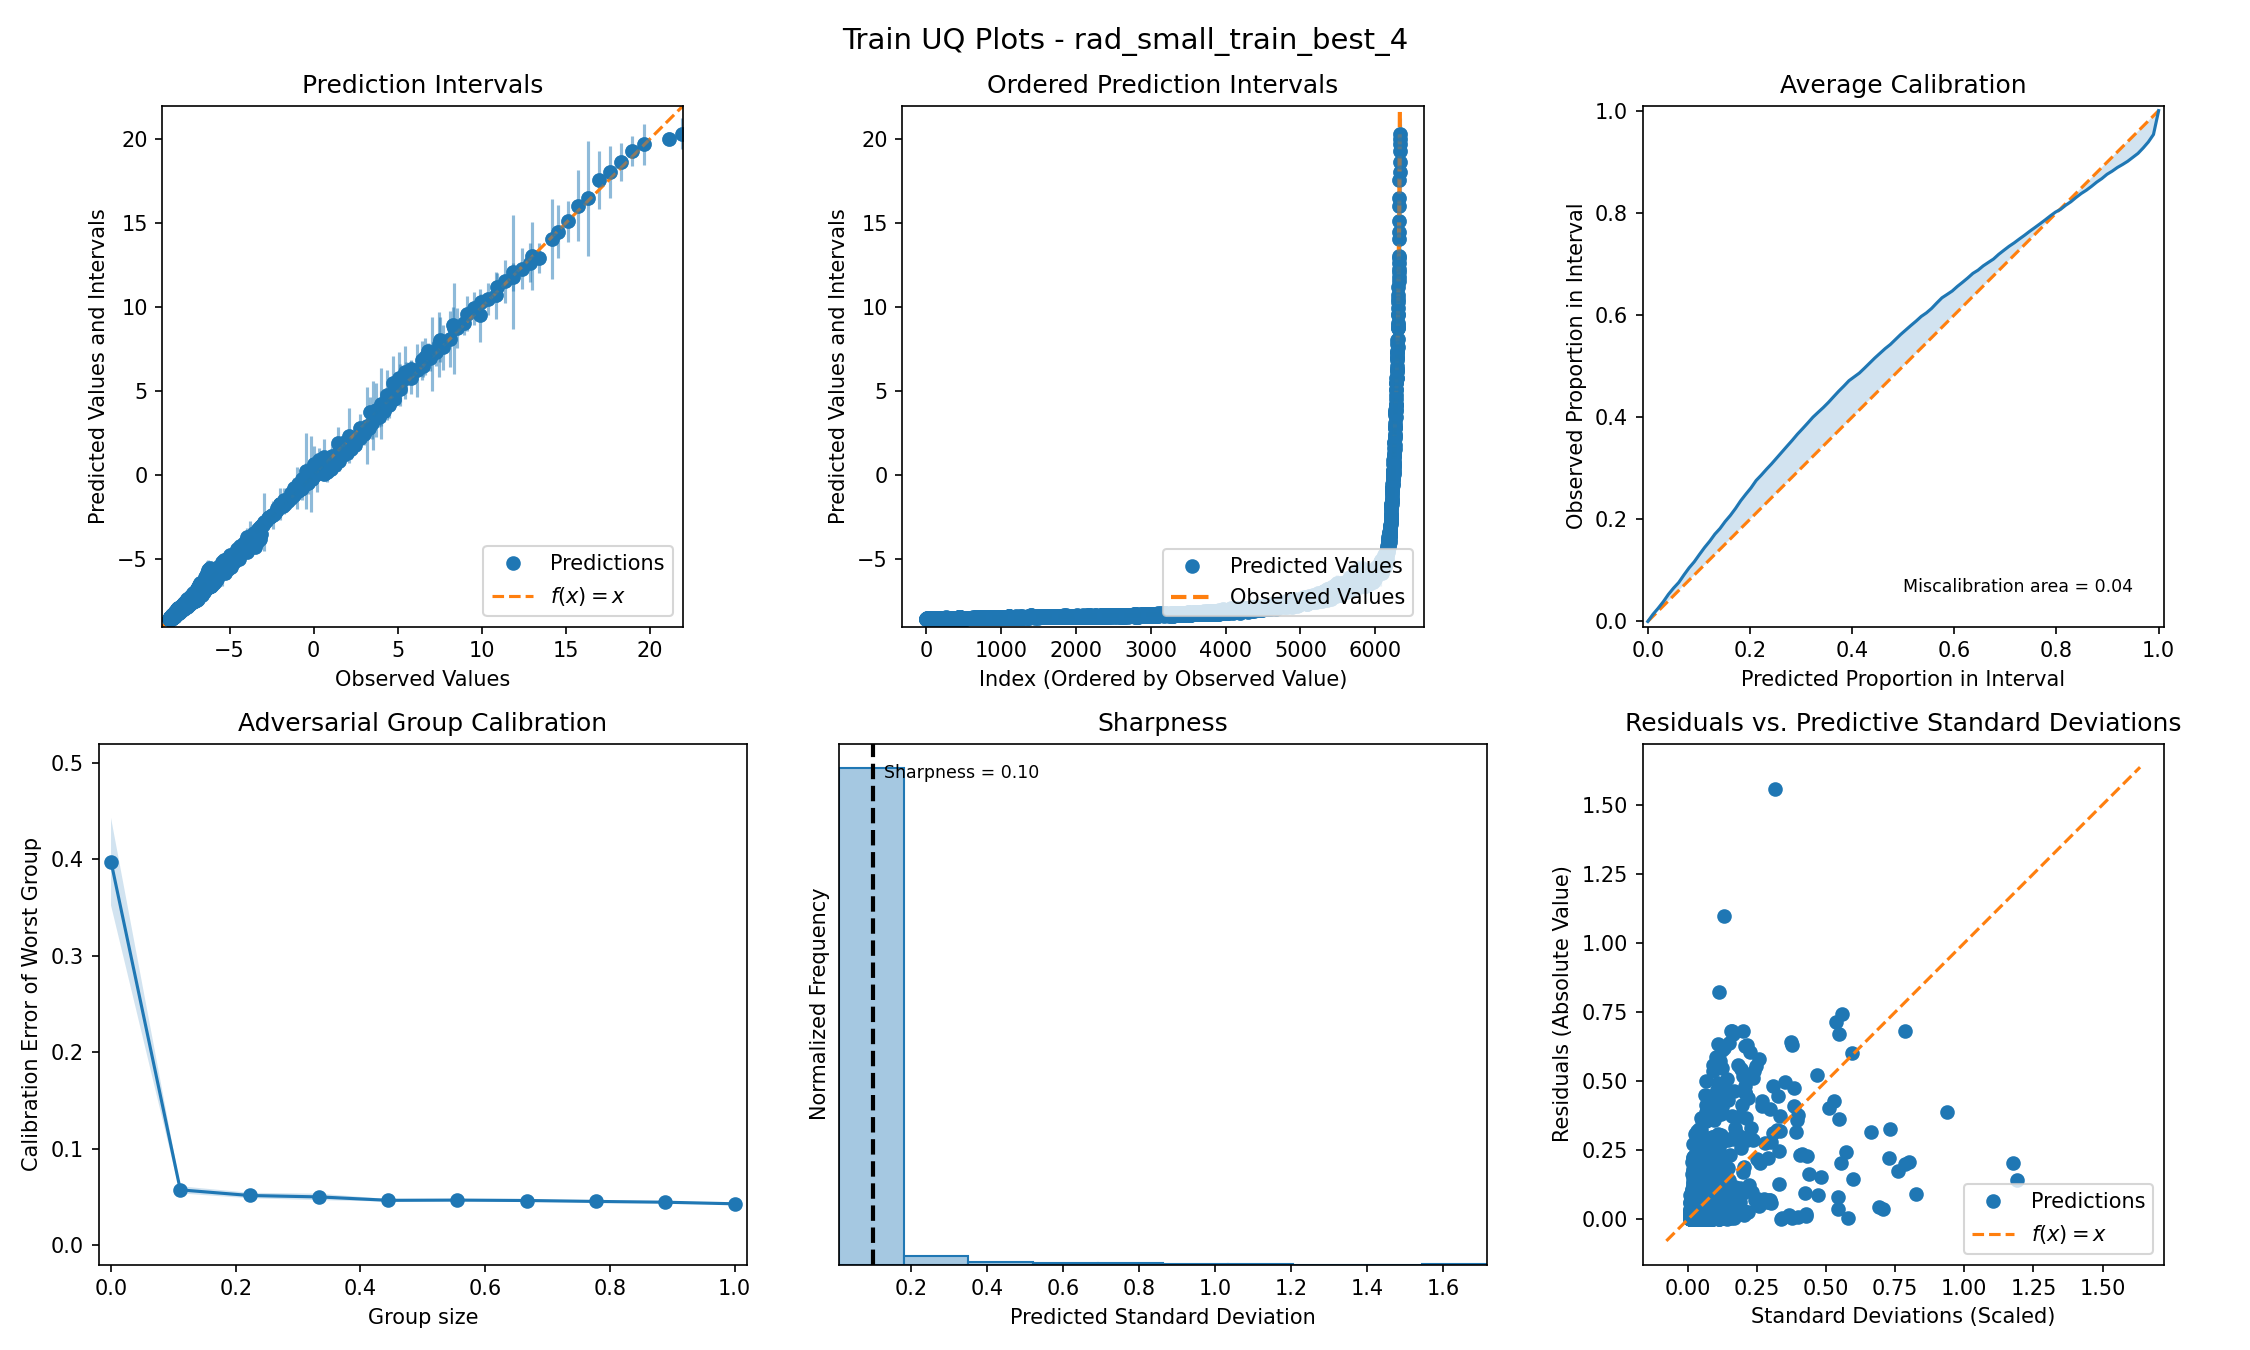 Train UQ Plots - rad_small_train_best_4
Prediction Intervals
Predicted Values and Intervals
20
15
10
5
0
−5
−5 0 5 10 15 20
Observed Values
Predictions
f(x) = x
Ordered Prediction Intervals
Predicted Values and Intervals
20
15
10
5
0
−5
0 1000 2000 3000 4000 5000 6000
Index (Ordered by Observed Value)
Predicted Values
Observed Values
Average Calibration
Observed Proportion in Interval
1.0
0.8
0.6
0.4
0.2
0.0
0.0 0.2 0.4 0.6 0.8 1.0
Predicted Proportion in Interval
Miscalibration area = 0.04
Adversarial Group Calibration
Calibration Error of Worst Group
0.5
0.4
0.3
0.2
0.1
0.0
0.0 0.2 0.4 0.6 0.8 1.0
Group size
Sharpness
Normalized Frequency
Sharpness = 0.10
0.2 0.4 0.6 0.8 1.0 1.2 1.4 1.6
Predicted Standard Deviation
Residuals vs. Predictive Standard Deviations
Residuals (Absolute Value)
1.50
1.25
1.00
0.75
0.50
0.25
0.00
0.00 0.25 0.50 0.75 1.00 1.25 1.50
Standard Deviations (Scaled)
Predictions
f(x) = x